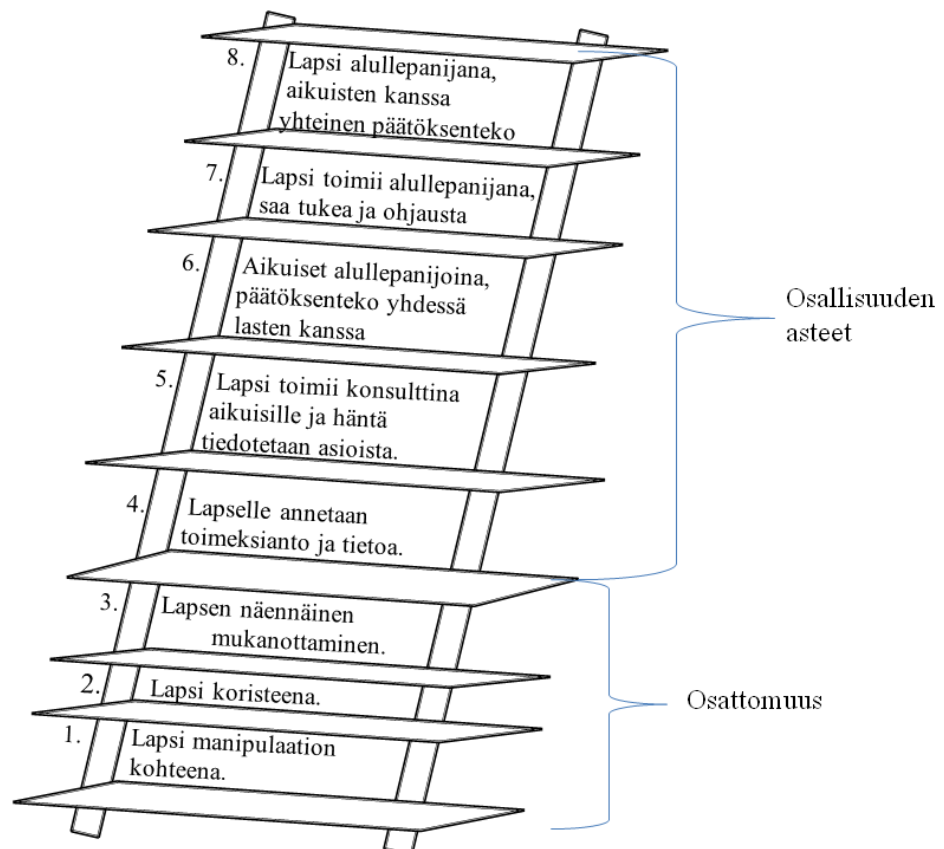 8.
Lapsi alullepanijana,
aikuisten kanssa
yhteinen päätöksenteko
7.
Lapsi toimii alullepanijana,
saa tukea ja ohjausta
6.
Aikuiset alullepanijoina,
päätöksenteko yhdessä
lasten kanssa
5.
Lapsi toimii konsulttina
aikuisille ja häntä
tiedotetaan asioista.
4.
Lapselle annetaan
toimeksianto ja tietoa.
3.
Lapsen näennäinen
mukanottaminen.
2.
Lapsi koristeena.
1.
Lapsi manipulaation
kohteena.
Osallisuuden
asteet
Osattomuus